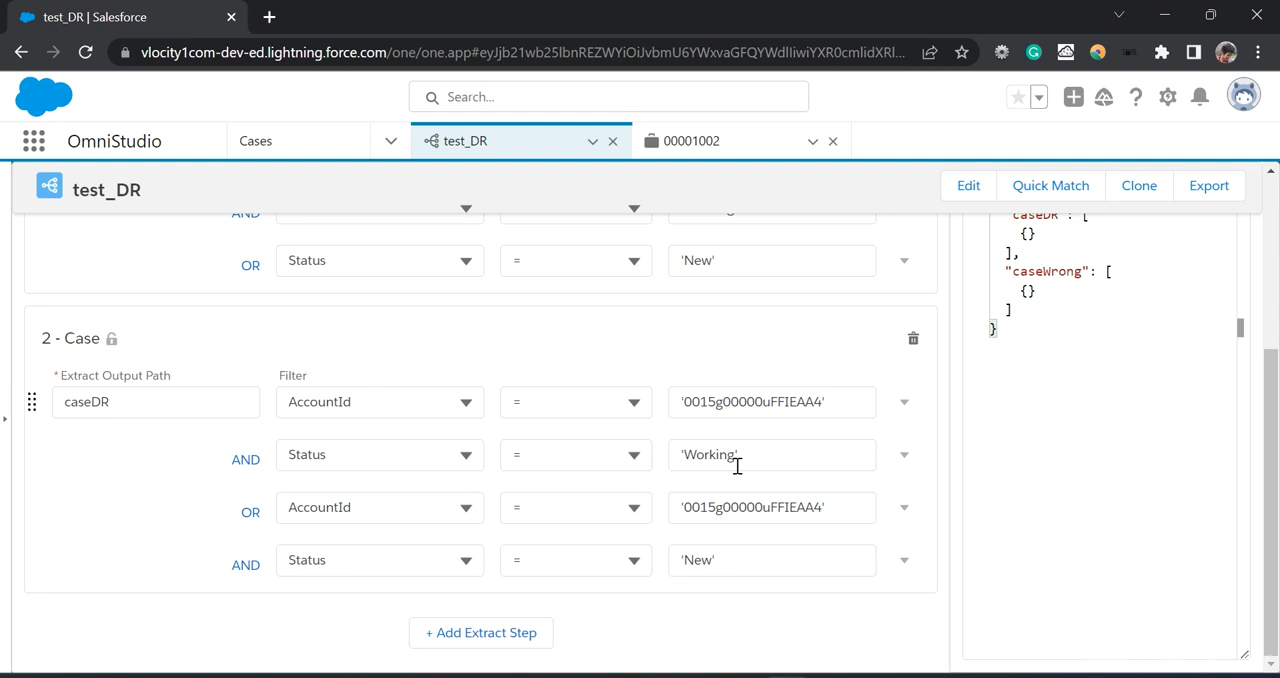 test_DR | Salesforce
vlocity1com-dev-ed.lightning.force.com/one/one.app#eyJjb21wb25lbnREZWYiOiJvbmU6YWxvaGFQYWdlIiwiYXR0cmlidXRl...
Search...
OmniStudio
Cases
test_DR
00001002
test_DR
Edit
Quick Match
Clone
Export
AND
OR
Status
=
'New'
2 - Case
*Extract Output Path
Filter
caseDR
AccountId
=
'0015g00000uFFIEAA4'
AND
Status
=
'Working'
OR
AccountId
=
'0015g00000uFFIEAA4'
AND
Status
=
'New'
+ Add Extract Step
"caseDR": [
{}
],
"caseWrong": [
{}
]
}